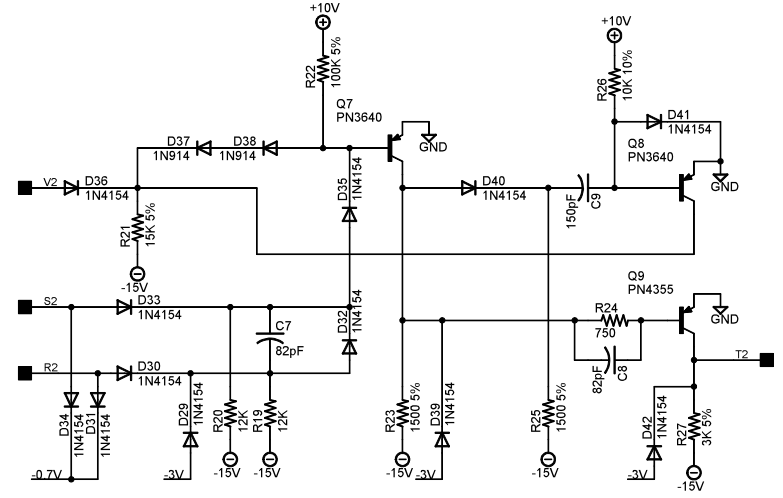 +10V
+10V
R22
100K 5%
R26
10K 10%
Q7
PN3640
D41
1N4154
D37
1N914
D38
1N914
GND
Q8
PN3640
V2
D36
1N4154
D35
1N4154
D40
1N4154
150pF
C9
GND
R21
15K 5%
-15V
Q9
PN4355
S2
D33
1N4154
C7
82pF
D32
1N4154
R24
750
GND
82pF
C8
T2
R2
D30
1N4154
D34
1N4154
D31
1N4154
D29
1N4154
R20
12K
R19
12K
R23
1500 5%
D39
1N4154
R25
1500 5%
D42
1N4154
R27
3K 5%
-0.7V
-3V
-15V
-15V
-15V
-3V
-15V
-3V
-15V